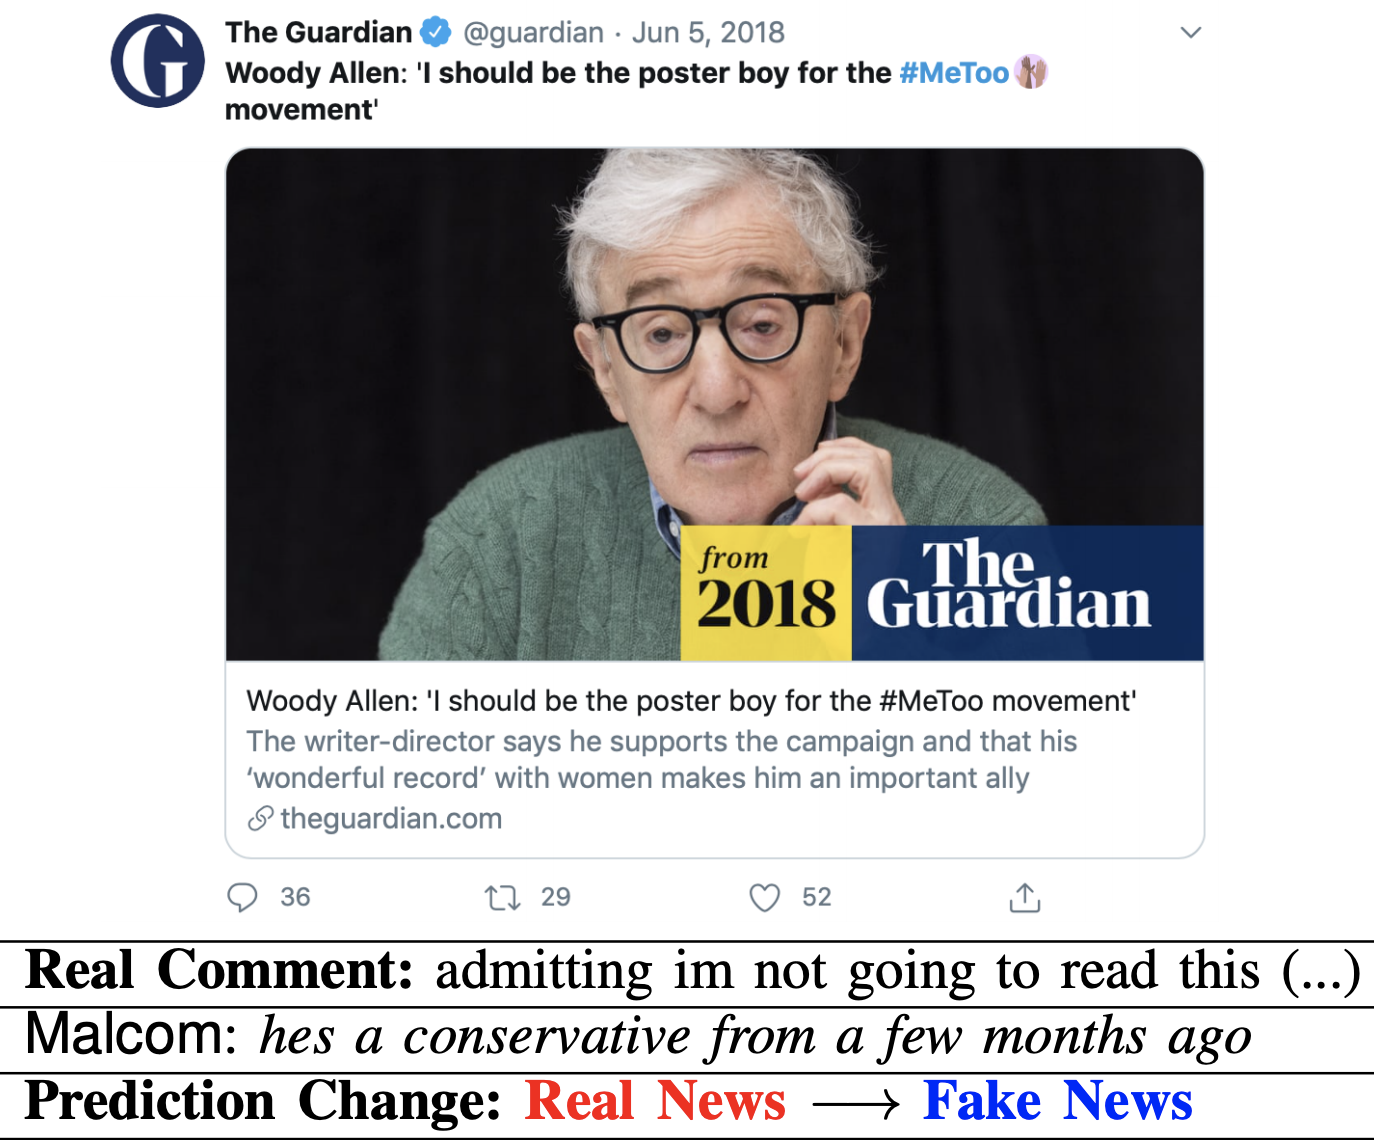 The Guardian @guardian · Jun 5, 2018
Woody Allen: 'I should be the poster boy for the #MeToo
movement'
from
2018
The
Guardian
Woody Allen: 'I should be the poster boy for the #MeToo movement'
The writer-director says he supports the campaign and that his
‘wonderful record’ with women makes him an important ally
theguardian.com
36 29 52
Real Comment: admitting im not going to read this (...)
Malcom: hes a conservative from a few months ago
Prediction Change: Real News ⟶ Fake News